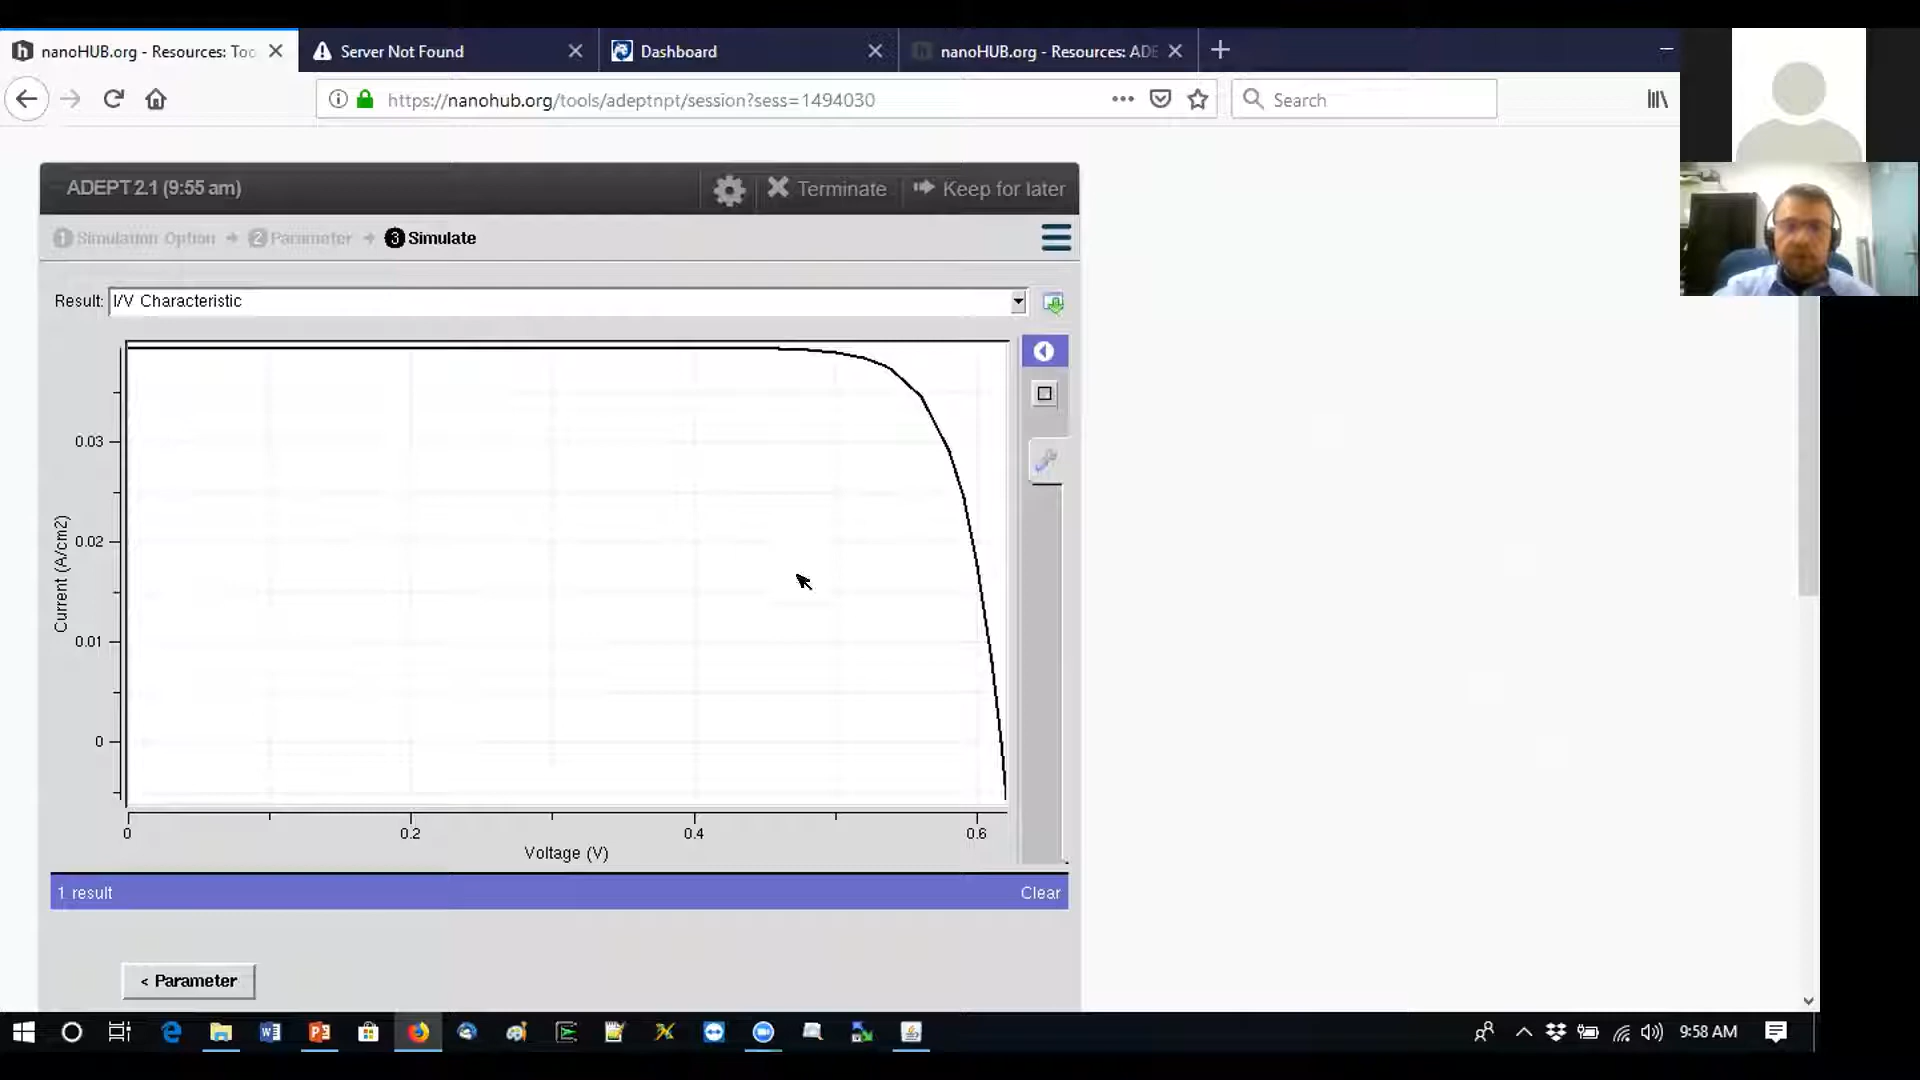 nanoHUB.org - Resources: Too
Server Not Found
Dashboard
nanoHUB.org - Resources: ADE
https://nanohub.org/tools/adeptnpt/session?sess=1494030
Search
ADEPT 2.1 (9:55 am)
Terminate
Keep for later
1 Simulation Option
2 Parameter
3 Simulate
Result: I/V Characteristic
Current (A/cm2)
0.03
0.02
0.01
0
0 0.2 0.4 0.6
Voltage (V)
1 result
Clear
< Parameter
9:58 AM